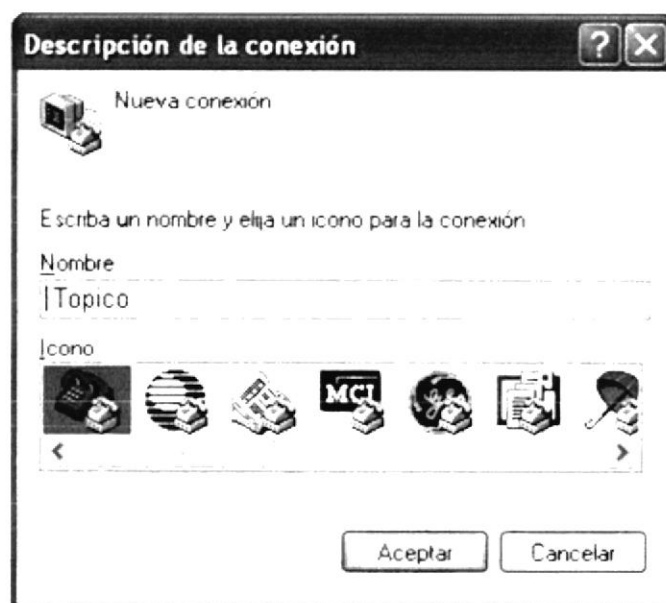 Descripción de la conexión
Nueva conexión
Escriba un nombre y elija un icono para la conexión
Nombre
Topico
Icono
MCI
Aceptar
Cancelar